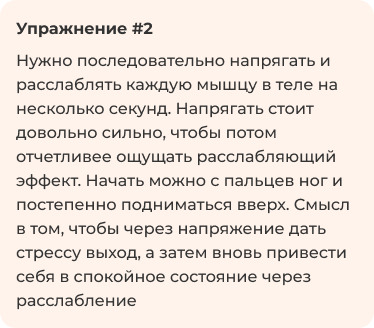 Упражнение #2
Нужно последовательно напрягать и
расслаблять каждую мышцу в теле на
несколько секунд. Напрягать стоит
довольно сильно, чтобы потом
отчетливее ощущать расслабляющий
эффект. Начать можно с пальцев ног и
постепенно подниматься вверх. Смысл
в том, чтобы через напряжение дать
стрессу выход, а затем вновь привести
себя в спокойное состояние через
расслабление